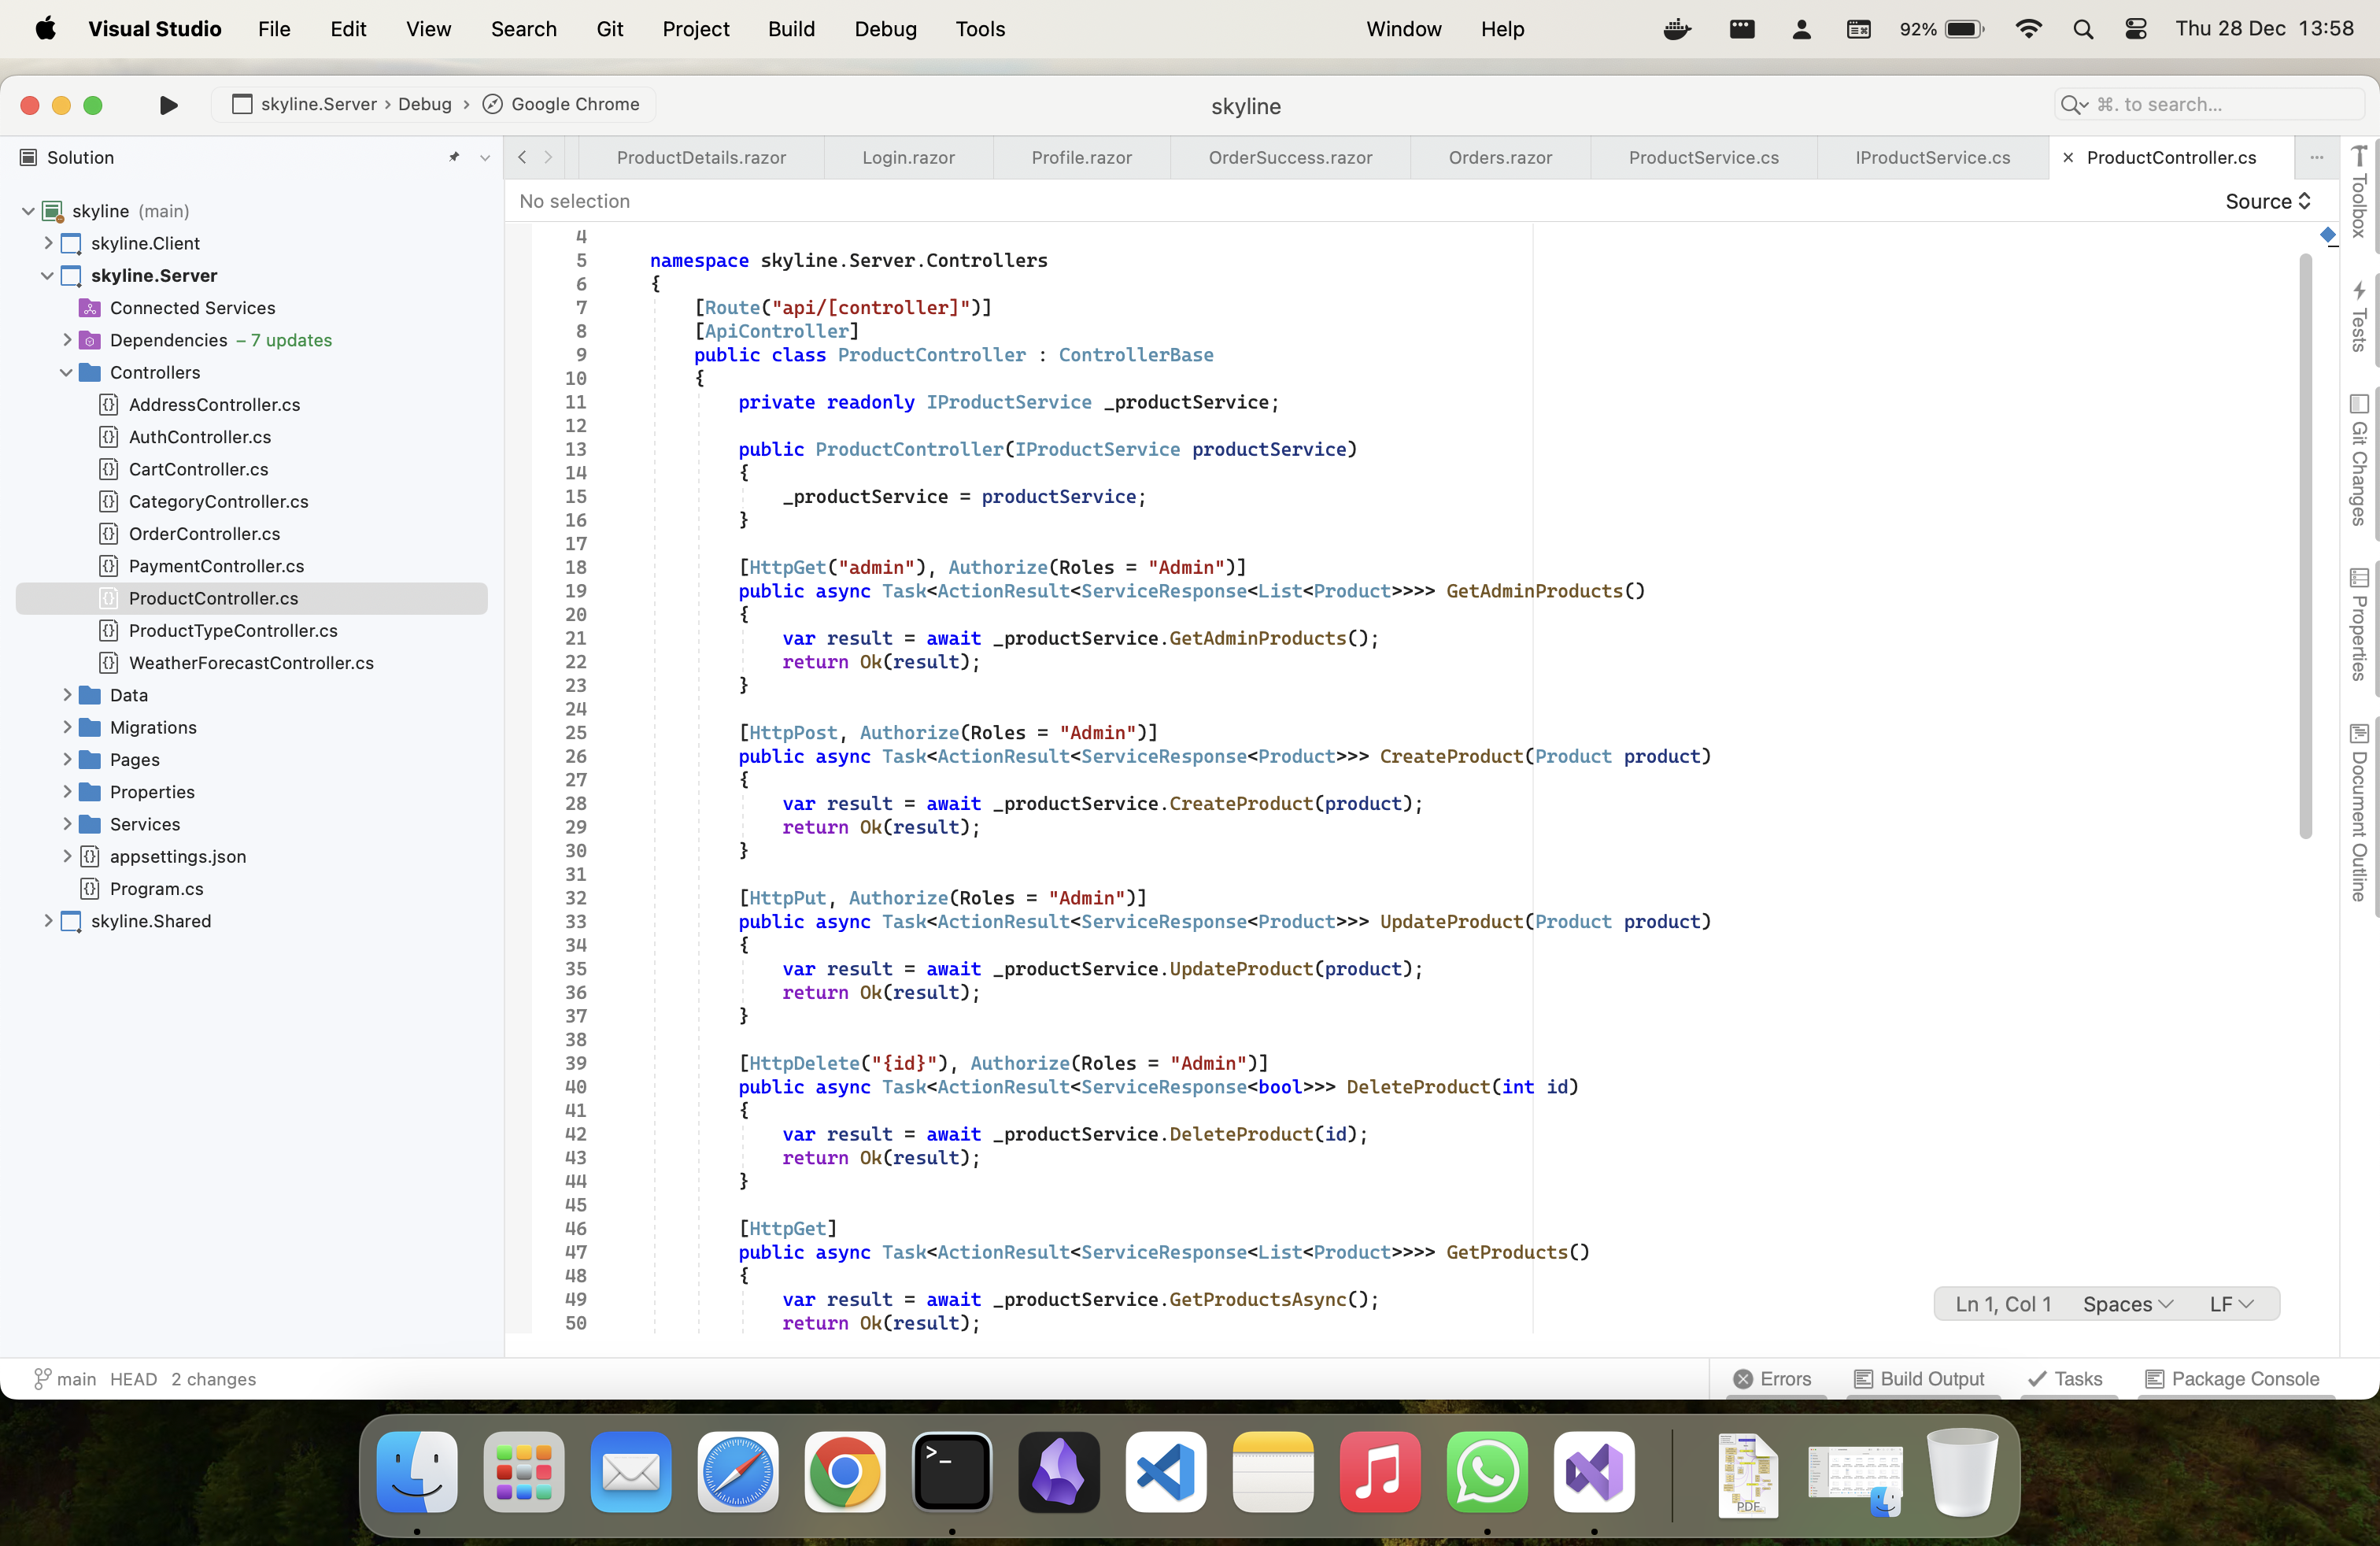 Visual Studio File Edit View Search Git Project Build Debug Tools Window Help 92% Thu 28 Dec 13:58
skyline.Server › Debug › Google Chrome skyline ⌘. to search...
Solution
skyline (main)
skyline.Client
skyline.Server
Connected Services
Dependencies – 7 updates
Controllers
AddressController.cs
AuthController.cs
CartController.cs
CategoryController.cs
OrderController.cs
PaymentController.cs
ProductController.cs
ProductTypeController.cs
WeatherForecastController.cs
Data
Migrations
Pages
Properties
Services
appsettings.json
Program.cs
skyline.Shared
ProductDetails.razor Login.razor Profile.razor OrderSuccess.razor Orders.razor ProductService.cs IProductService.cs ProductController.cs
No selection Source
4
5 namespace skyline.Server.Controllers
6 {
7 [Route("api/[controller]")]
8 [ApiController]
9 public class ProductController : ControllerBase
10 {
11 private readonly IProductService _productService;
12
13 public ProductController(IProductService productService)
14 {
15 _productService = productService;
16 }
17
18 [HttpGet("admin"), Authorize(Roles = "Admin")]
19 public async Task<ActionResult<ServiceResponse<List<Product>>>> GetAdminProducts()
20 {
21 var result = await _productService.GetAdminProducts();
22 return Ok(result);
23 }
24
25 [HttpPost, Authorize(Roles = "Admin")]
26 public async Task<ActionResult<ServiceResponse<Product>>> CreateProduct(Product product)
27 {
28 var result = await _productService.CreateProduct(product);
29 return Ok(result);
30 }
31
32 [HttpPut, Authorize(Roles = "Admin")]
33 public async Task<ActionResult<ServiceResponse<Product>>> UpdateProduct(Product product)
34 {
35 var result = await _productService.UpdateProduct(product);
36 return Ok(result);
37 }
38
39 [HttpDelete("{id}"), Authorize(Roles = "Admin")]
40 public async Task<ActionResult<ServiceResponse<bool>>> DeleteProduct(int id)
41 {
42 var result = await _productService.DeleteProduct(id);
43 return Ok(result);
44 }
45
46 [HttpGet]
47 public async Task<ActionResult<ServiceResponse<List<Product>>>> GetProducts()
48 {
49 var result = await _productService.GetProductsAsync();
50 return Ok(result);
Ln 1, Col 1 Spaces LF
Toolbox
Tests
Git Changes
Properties
Document Outline
main HEAD 2 changes Errors Build Output Tasks Package Console
PDF